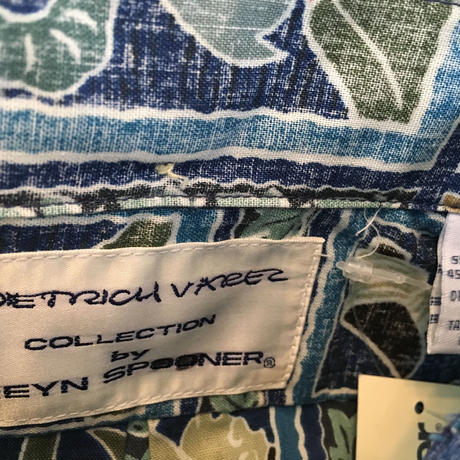 DIETRICH VAREZ
COLLECTION
by
REYN SPOONER®